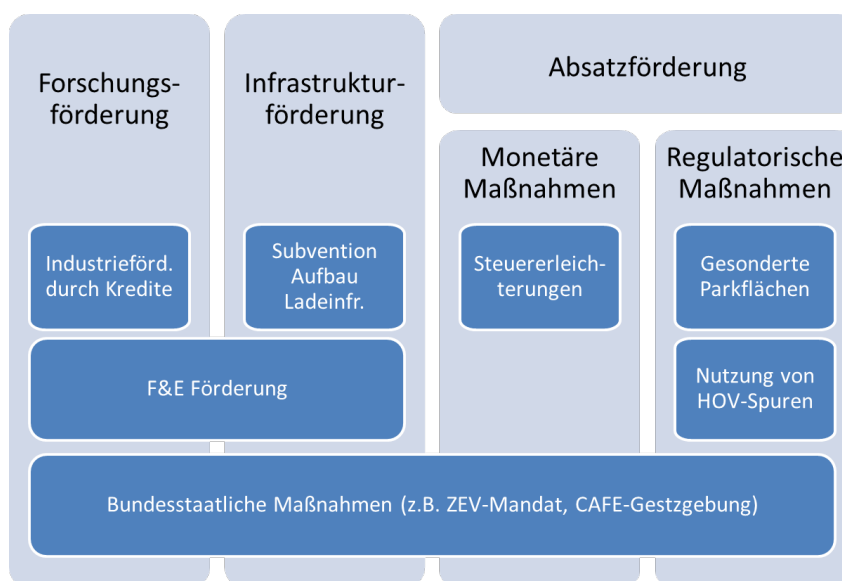 Forschungs-
förderung
Infrastruktur-
förderung
Absatzförderung
Monetäre
Maßnahmen
Regulatorische
Maßnahmen
Industrieförd.
durch Kredite
Subvention
Aufbau
Ladeinfr.
Steuererleich-
terungen
Gesonderte
Parkflächen
F&E Förderung
Nutzung von
HOV-Spuren
Bundesstaatliche Maßnahmen (z.B. ZEV-Mandat, CAFE-Gestzgebung)